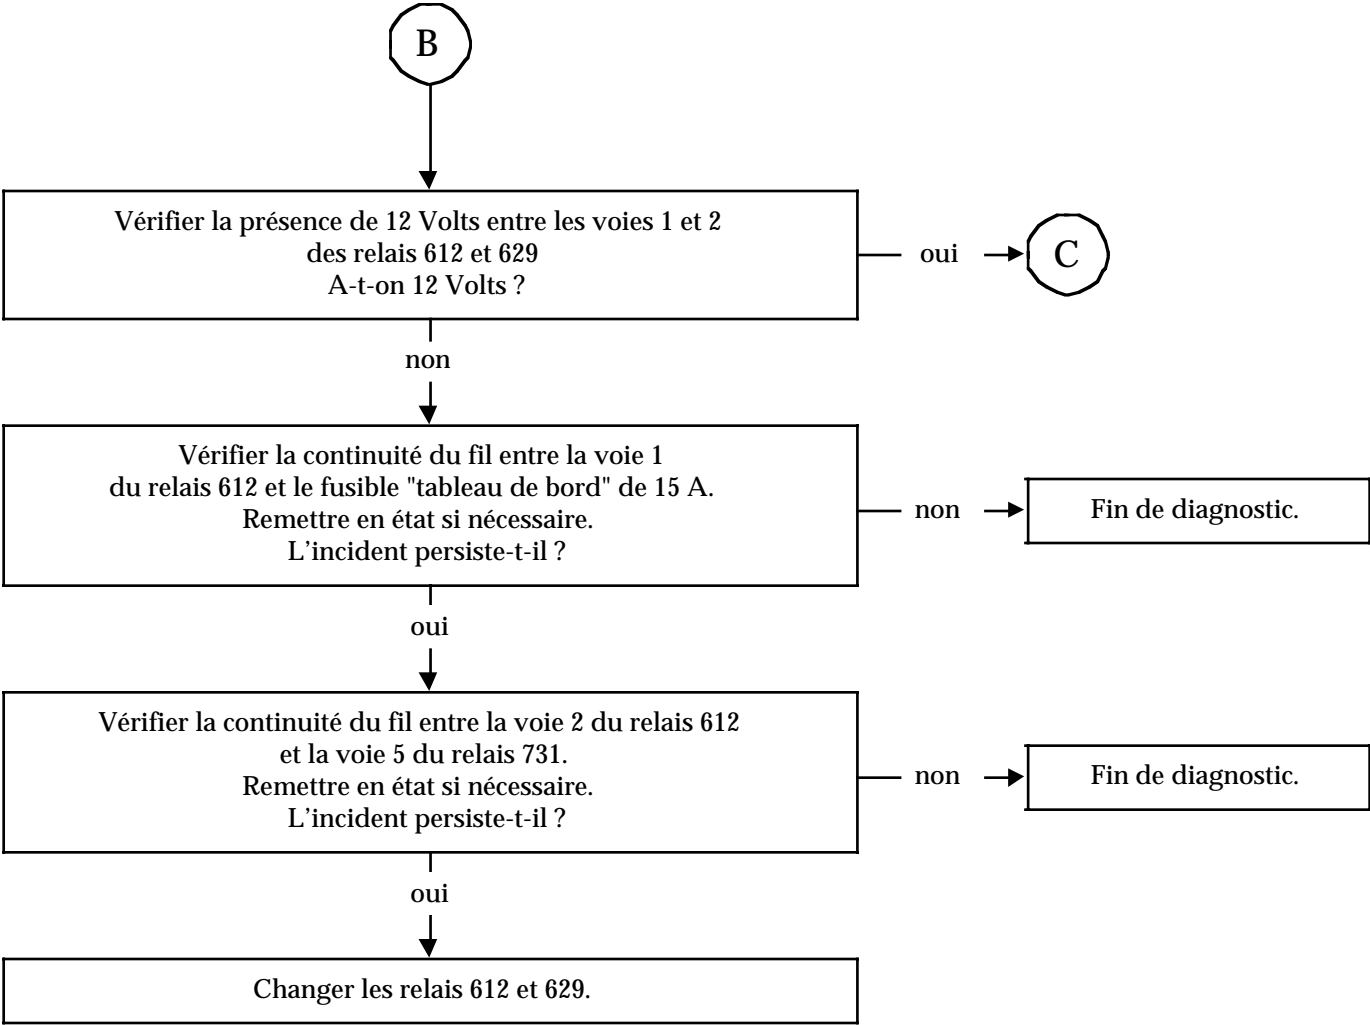 B
Vérifier la présence de 12 Volts entre les voies 1 et 2
des relais 612 et 629
A-t-on 12 Volts ?
oui
C
non
Vérifier la continuité du fil entre la voie 1
du relais 612 et le fusible "tableau de bord" de 15 A.
Remettre en état si nécessaire.
L'incident persiste-t-il ?
non
Fin de diagnostic.
oui
Vérifier la continuité du fil entre la voie 2 du relais 612
et la voie 5 du relais 731.
Remettre en état si nécessaire.
L'incident persiste-t-il ?
non
Fin de diagnostic.
oui
Changer les relais 612 et 629.